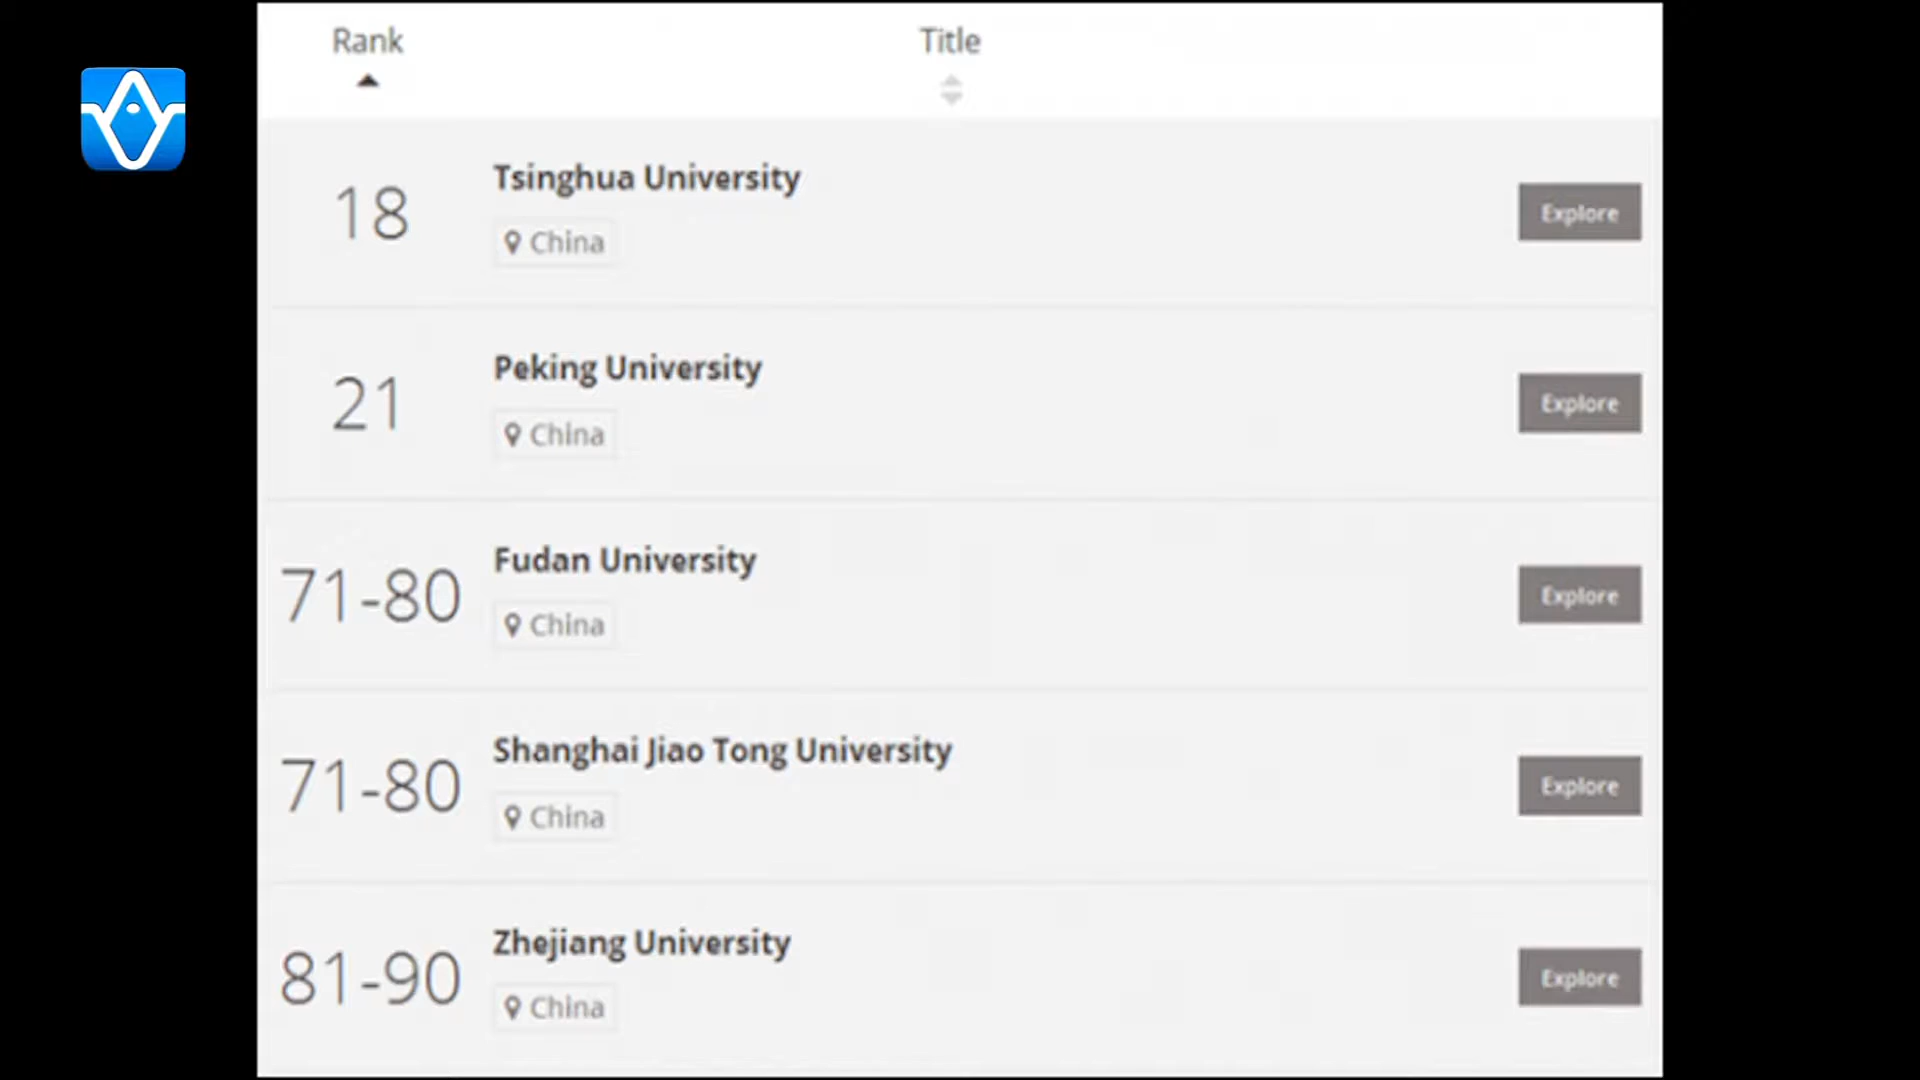 Rank Title
18 Tsinghua University Explore
China
21 Peking University Explore
China
71-80 Fudan University Explore
China
71-80 Shanghai Jiao Tong University Explore
China
81-90 Zhejiang University Explore
China